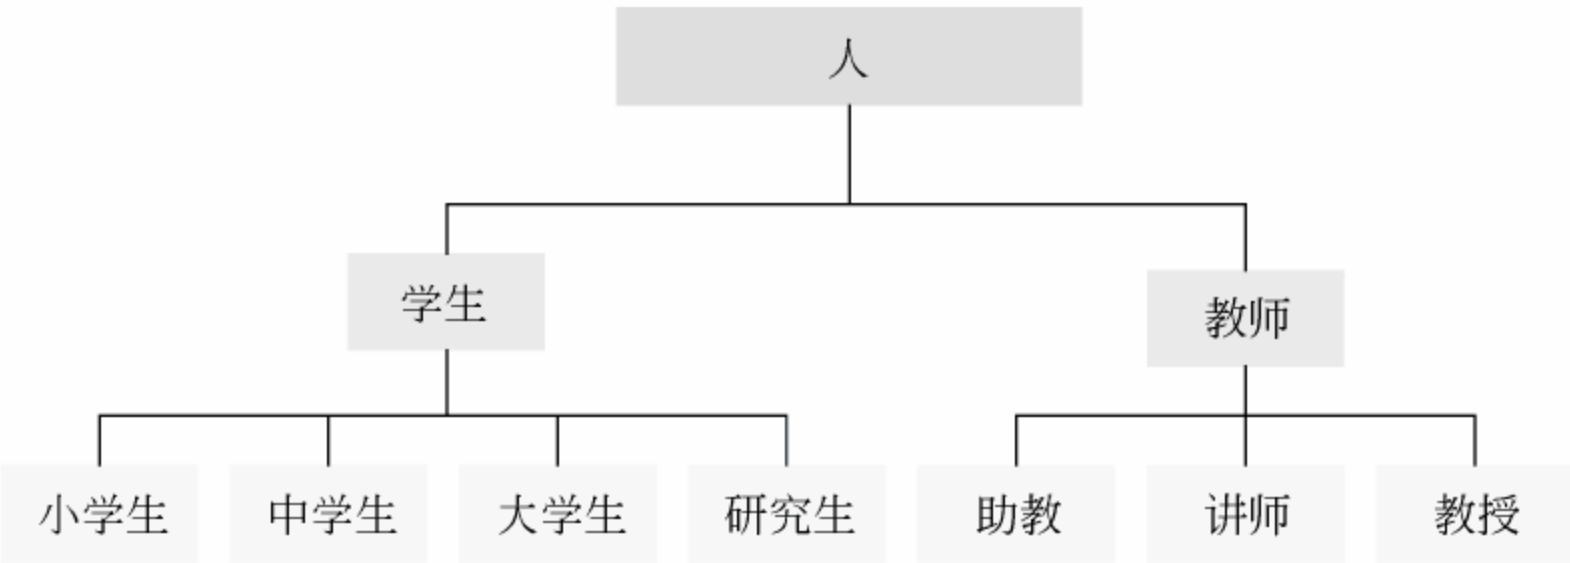 人
学生
教师
小学生
中学生
大学生
研究生
助教
讲师
教授